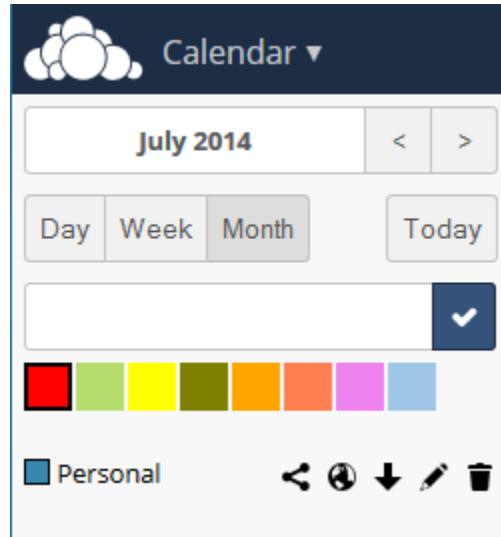 Calendar ▾
July 2014 < >
Day Week Month Today
Personal